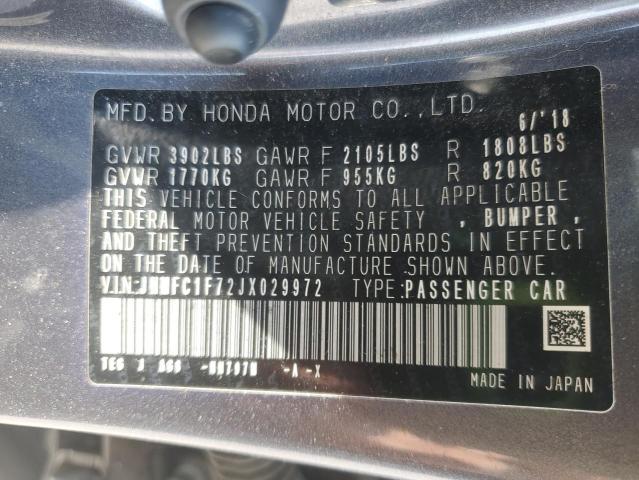 MFD. BY HONDA MOTOR CO., LTD. 6/'18
GVWR 3902LBS GAWR F 2105LBS R 1808LBS
GVWR 1770KG GAWR F 955KG R 820KG
THIS VEHICLE CONFORMS TO ALL APPLICABLE
FEDERAL MOTOR VEHICLE SAFETY , BUMPER ,
AND THEFT PREVENTION STANDARDS IN EFFECT
ON THE DATE OF MANUFACTURE SHOWN ABOVE.
V.I.N: TYPE:PASSENGER CAR
-A -X
MADE IN JAPAN